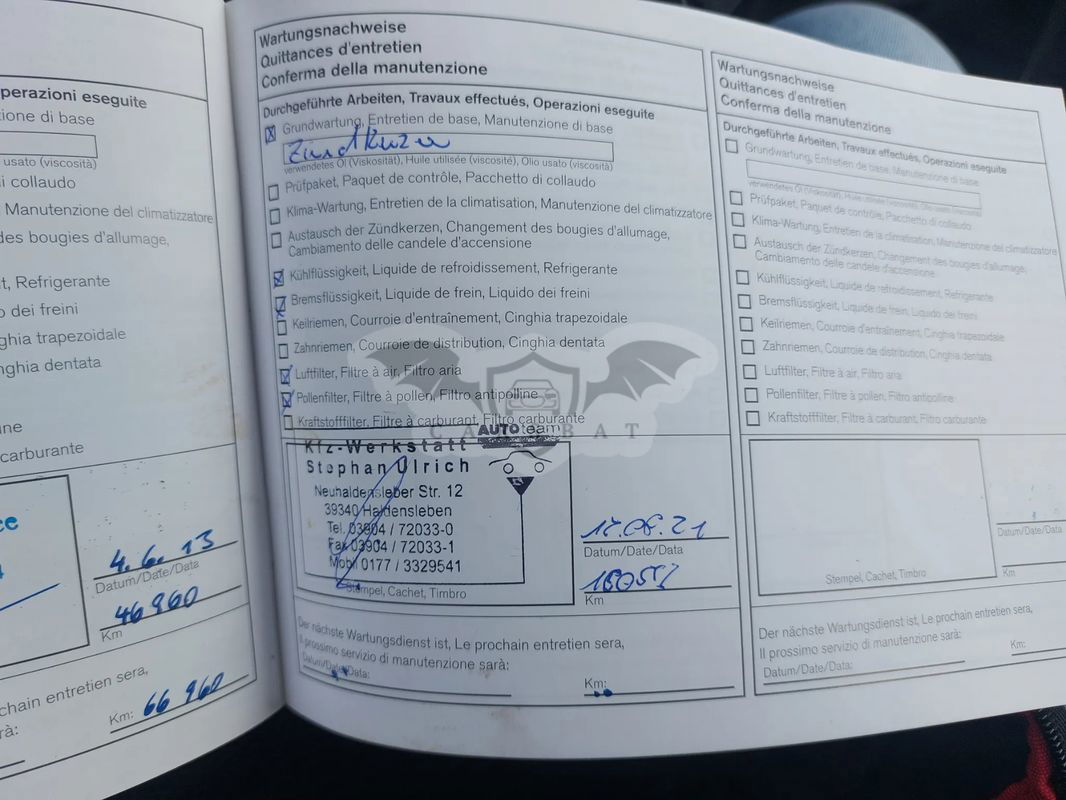 perazioni eseguite
zione di base
usato (viscosità)
i collaudo
Manutenzione del climatizzatore
des bougies d'allumage,
t, Refrigerante
o dei freini
ghia trapezoidale
nghia dentata
ine
carburante
ce
4.6.13
Datum/Date/Data
46960
Km
chain entretien sera,
rà:
Km: 66 960
Wartungsnachweise
Quittances d'entretien
Conferma della manutenzione
Durchgeführte Arbeiten, Travaux effectués, Operazioni eseguite
Grundwartung, Entretien de base, Manutenzione di base
Zündkerzen
verwendetes Öl (Viskosität), Huile utilisée (viscosité), Olio usato (viscosità)
Prüfpaket, Paquet de contrôle, Pacchetto di collaudo
Klima-Wartung, Entretien de la climatisation, Manutenzione del climatizzatore
Austausch der Zündkerzen, Changement des bougies d'allumage,
Cambiamento delle candele d'accensione
Kühlflüssigkeit, Liquide de refroidissement, Refrigerante
Bremsflüssigkeit, Liquide de frein, Liquido dei freini
Keilriemen, Courroie d'entraînement, Cinghia trapezoidale
Zahnriemen, Courroie de distribution, Cinghia dentata
Luftfilter, Filtre à air, Filtro aria
Pollenfilter, Filtre à pollen, Filtro antipolline
Kraftstofffilter, Filtre à carburant, Filtro carburante
AUTOteam
Kfz-Werkstatt
Stephan Ulrich
Neuhaldensleber Str. 12
39340 Haldensleben
Tel. 03904 / 72033-0
Fax 03904 / 72033-1
Mobil 0177 / 3329541
Stempel, Cachet, Timbro
17.08.21
Datum/Date/Data
Km
Der nächste Wartungsdienst ist, Le prochain entretien sera,
Il prossimo servizio di manutenzione sarà:
Datum/Date/Data:
Km:
Wartungsnachweise
Quittances d'entretien
Conferma della manutenzione
Durchgeführte Arbeiten, Travaux effectués, Operazioni eseguite
Grundwartung, Entretien de base, Manutenzione di base
verwendetes Öl (Viskosität), Huile utilisée (viscosité), Olio usato (viscosità)
Prüfpaket, Paquet de contrôle, Pacchetto di collaudo
Klima-Wartung, Entretien de la climatisation, Manutenzione del climatizzatore
Austausch der Zündkerzen, Changement des bougies d'allumage,
Cambiamento delle candele d'accensione
Kühlflüssigkeit, Liquide de refroidissement, Refrigerante
Bremsflüssigkeit, Liquide de frein, Liquido dei freini
Keilriemen, Courroie d'entraînement, Cinghia trapezoidale
Zahnriemen, Courroie de distribution, Cinghia dentata
Luftfilter, Filtre à air, Filtro aria
Pollenfilter, Filtre à pollen, Filtro antipolline
Kraftstofffilter, Filtre à carburant, Filtro carburante
Stempel, Cachet, Timbro
Datum/Date/Data
Km
Der nächste Wartungsdienst ist, Le prochain entretien sera,
Il prossimo servizio di manutenzione sarà:
Datum/Date/Data:
Km: